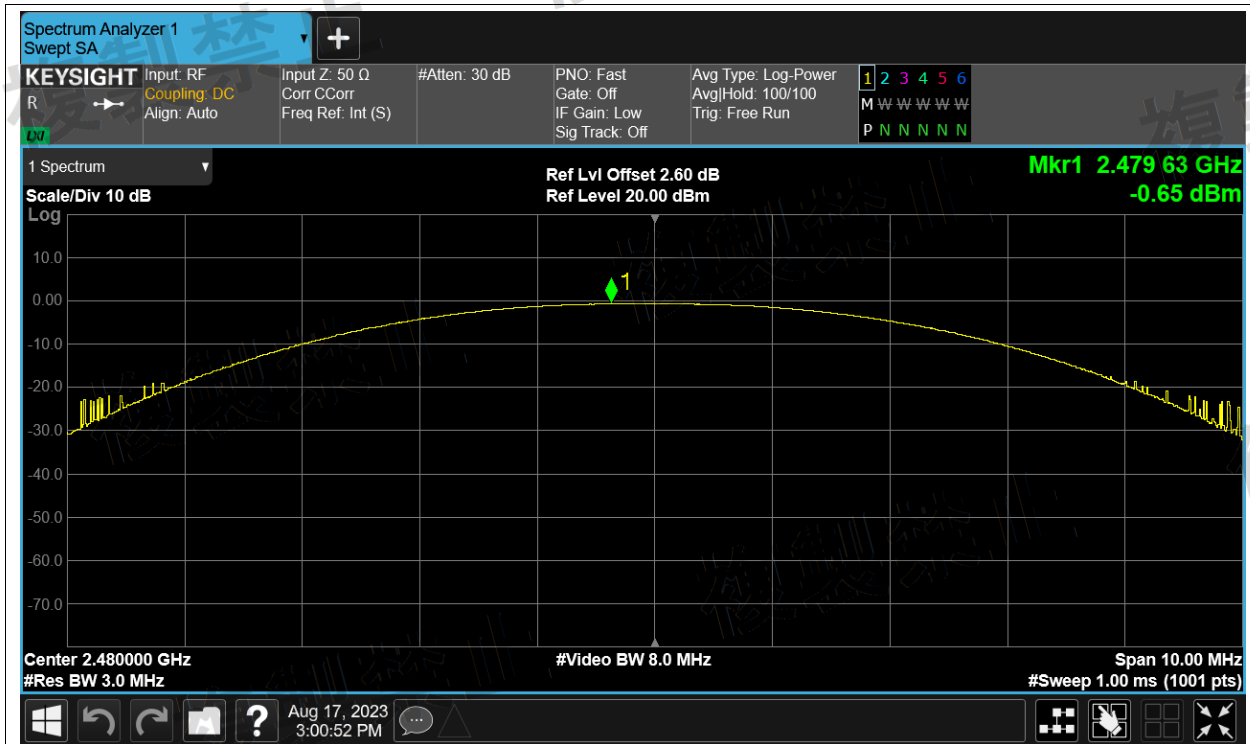 Spectrum Analyzer 1
Swept SA
+
KEYSIGHT
R
LXI
Input: RF
Coupling: DC
Align: Auto
Input Z: 50 Ω
Corr CCorr
Freq Ref: Int (S)
#Atten: 30 dB
PNO: Fast
Gate: Off
IF Gain: Low
Sig Track: Off
Avg Type: Log-Power
Avg|Hold: 100/100
Trig: Free Run
1 2 3 4 5 6
M W W W W W
P N N N N N
1 Spectrum
Scale/Div 10 dB
Log
Ref Lvl Offset 2.60 dB
Ref Level 20.00 dBm
Mkr1 2.479 63 GHz
-0.65 dBm
1
10.0
0.00
-10.0
-20.0
-30.0
-40.0
-50.0
-60.0
-70.0
Center 2.480000 GHz
#Res BW 3.0 MHz
#Video BW 8.0 MHz
Span 10.00 MHz
#Sweep 1.00 ms (1001 pts)
?
Aug 17, 2023
3:00:52 PM
複製禁止